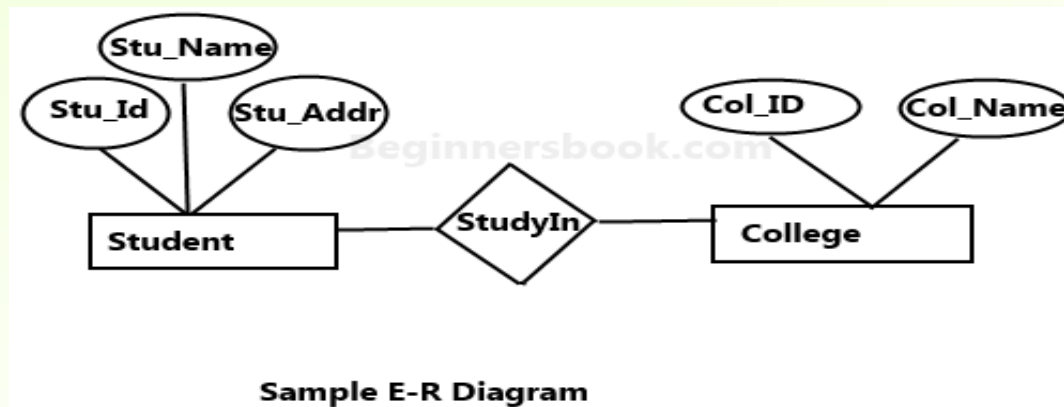 Stu_Name
Stu_Id
Stu_Addr
Col_ID
Col_Name
Beginnersbook.com
Student
StudyIn
College
Sample E-R Diagram